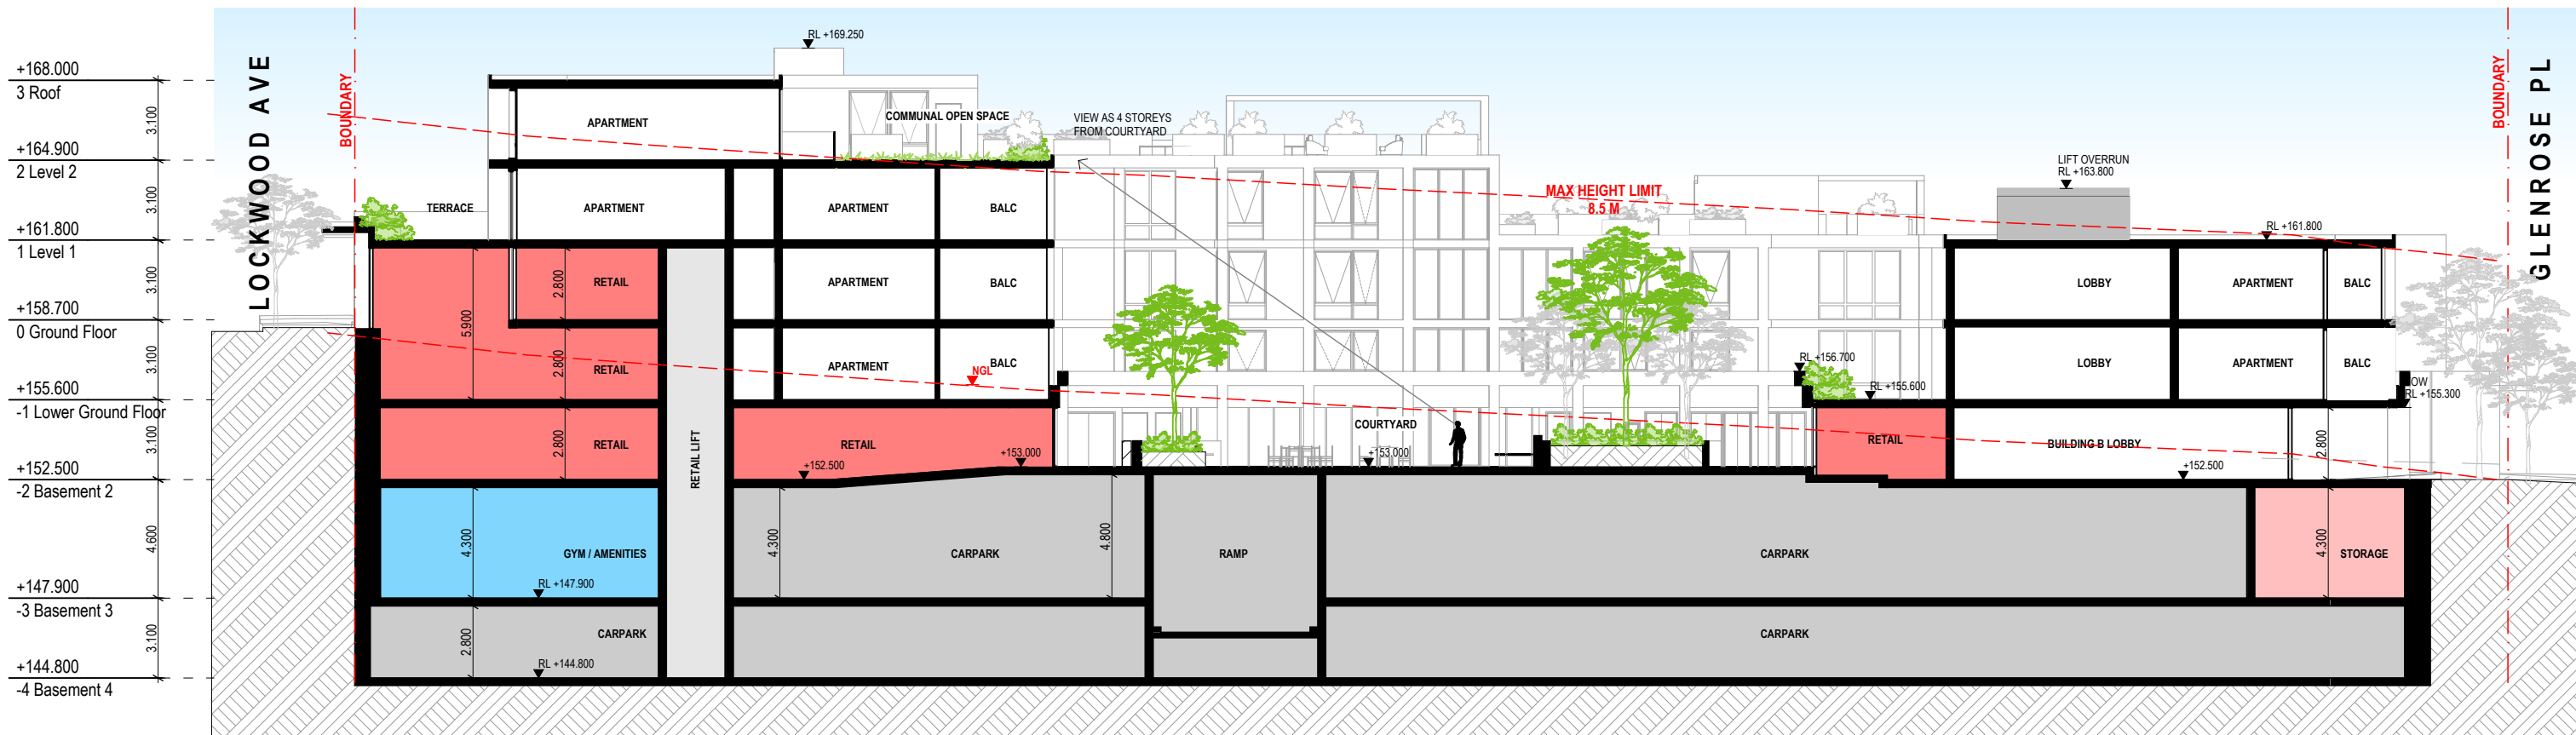 +168.000
3 Roof
3.100
+164.900
2 Level 2
3.100
+161.800
1 Level 1
3.100
+158.700
0 Ground Floor
3.100
+155.600
-1 Lower Ground Floor
3.100
+152.500
-2 Basement 2
4.600
+147.900
-3 Basement 3
3.100
+144.800
-4 Basement 4
LOCKWOOD AVE
BOUNDARY
RL +169.250
APARTMENT
COMMUNAL OPEN SPACE
VIEW AS 4 STOREYS
FROM COURTYARD
TERRACE
APARTMENT
APARTMENT
BALC
MAX HEIGHT LIMIT
8.5 M
LIFT OVERRUN
RL +163.800
RL +161.800
BOUNDARY
GLENROSE PL
5.900
2.800
RETAIL
APARTMENT
BALC
LOBBY
APARTMENT
BALC
2.800
RETAIL
APARTMENT
BALC
NGL
RL +156.700
RL +155.600
LOBBY
APARTMENT
BALC
RL +155.300
2.800
RETAIL
RETAIL LIFT
RETAIL
+152.500
+153.000
COURTYARD
+153.000
RETAIL
BUILDING B LOBBY
+152.500
2.800
4.300
GYM / AMENITIES
RL +147.900
4.300
CARPARK
4.800
RAMP
CARPARK
4.300
STORAGE
2.800
CARPARK
RL +144.800
CARPARK